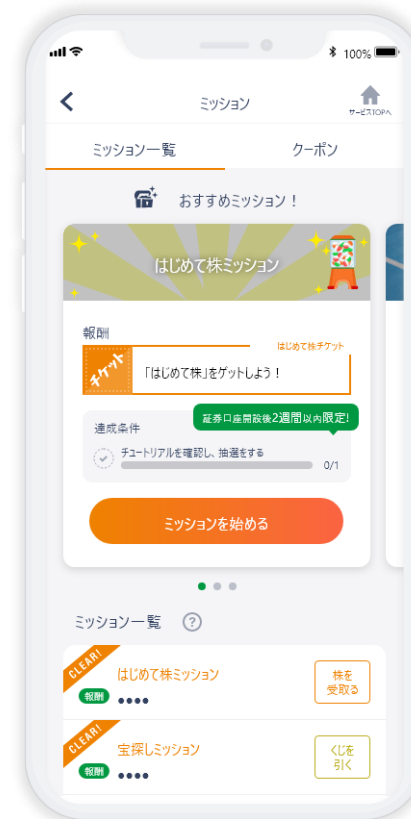 100%
ミッション
サービスTOPへ
ミッション一覧
クーポン
おすすめミッション！
はじめて株ミッション
報酬
はじめて株チケット
チケット
「はじめて株」をゲットしよう！
証券口座開設後2週間以内限定!
達成条件
チュートリアルを確認し、抽選をする
0/1
ミッションを始める
ミッション一覧 ?
CLEAR!
はじめて株ミッション
報酬
株を
受取る
CLEAR!
宝探しミッション
報酬
くじを
引く